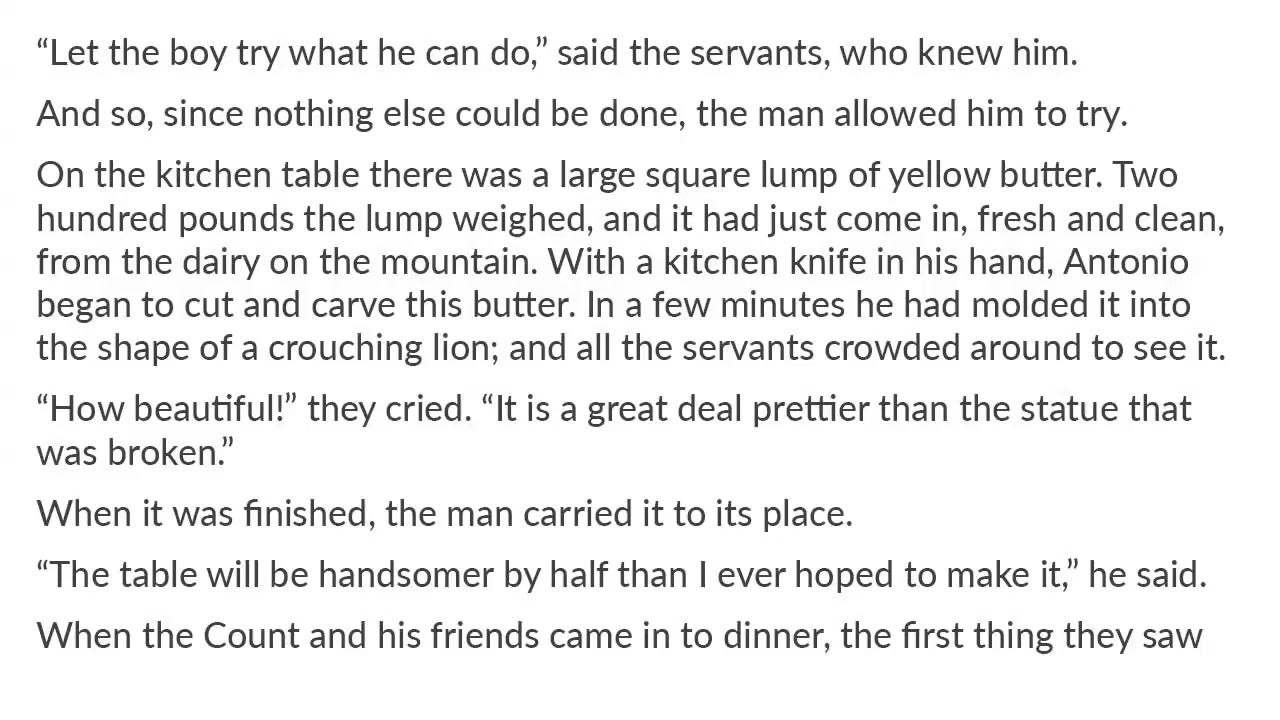 “Let the boy try what he can do,” said the servants, who knew him.
And so, since nothing else could be done, the man allowed him to try.
On the kitchen table there was a large square lump of yellow butter. Two
hundred pounds the lump weighed, and it had just come in, fresh and clean,
from the dairy on the mountain. With a kitchen knife in his hand, Antonio
began to cut and carve this butter. In a few minutes he had molded it into
the shape of a crouching lion; and all the servants crowded around to see it.
“How beautiful!” they cried. “It is a great deal prettier than the statue that
was broken.”
When it was finished, the man carried it to its place.
“The table will be handsomer by half than I ever hoped to make it,” he said.
When the Count and his friends came in to dinner, the first thing they saw